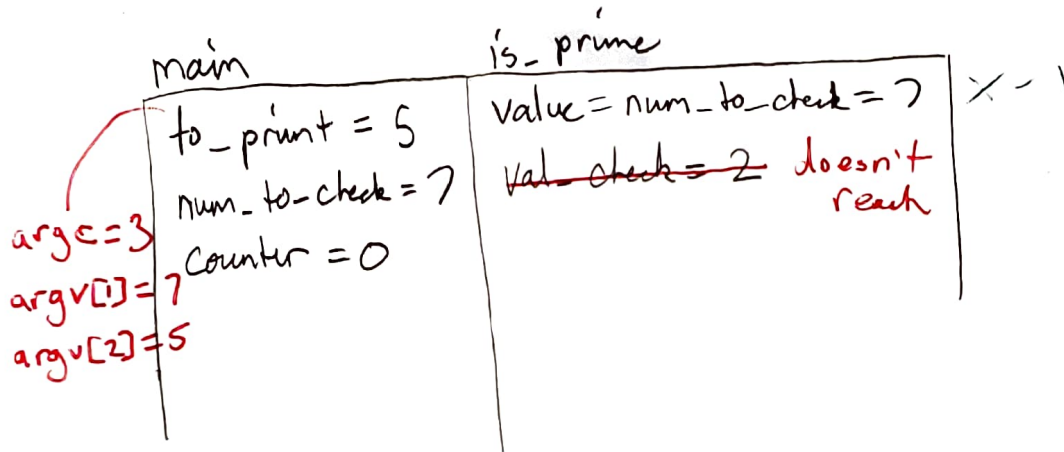 main
is_prime
to_print = 5
num_to_check = 7
counter = 0
value = num_to_check = 7
val_check = 2 doesn't
reach
argc = 3
argv[1] = 7
argv[2] = 5